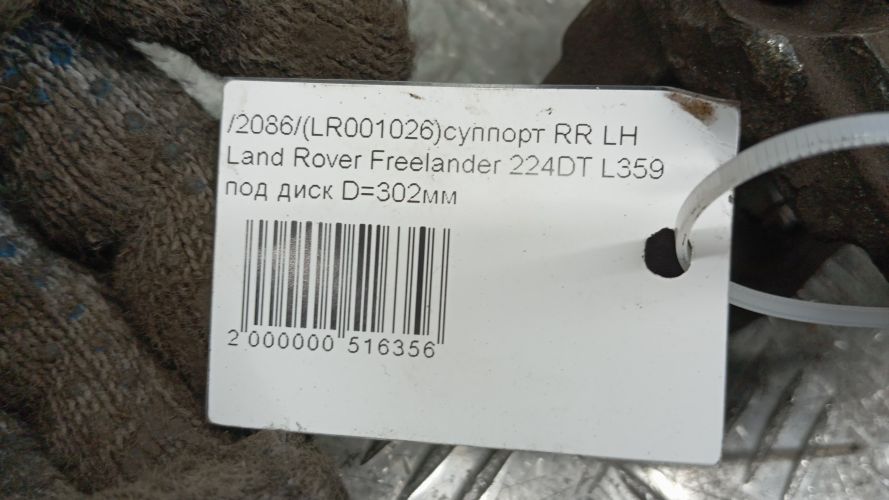 /2086/(LR001026)суппорт RR LH
Land Rover Freelander 224DT L359
под диск D=302мм
2 000000 516356